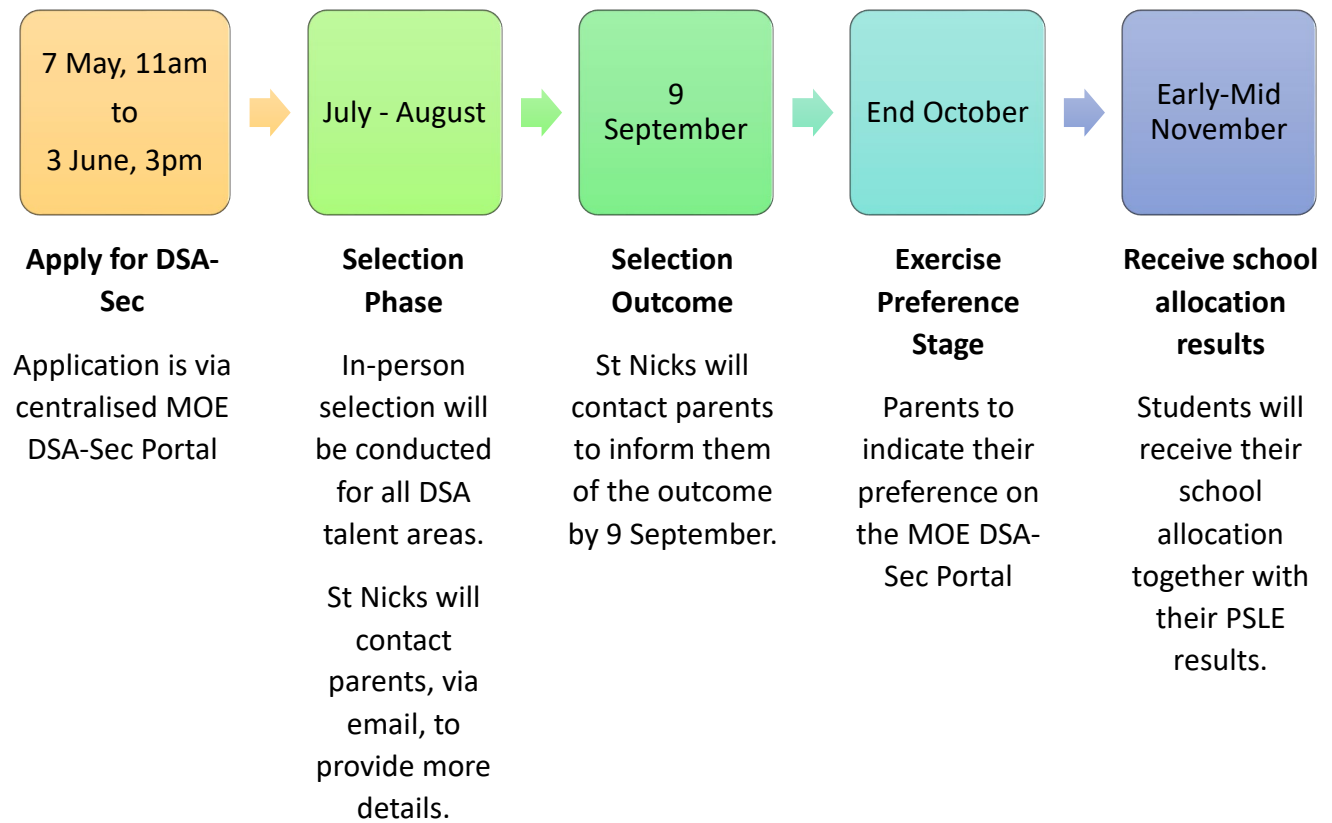 7 May, 11am
to
3 June, 3pm
July - August
9
September
End October
Early-Mid
November
Apply for DSA-
Sec
Application is via
centralised MOE
DSA-Sec Portal
Selection
Phase
In-person
selection will
be conducted
for all DSA
talent areas.
St Nicks will
contact
parents, via
email, to
provide more
details.
Selection
Outcome
St Nicks will
contact parents
to inform them
of the outcome
by 9 September.
Exercise
Preference
Stage
Parents to
indicate their
preference on
the MOE DSA-
Sec Portal
Receive school
allocation
results
Students will
receive their
school
allocation
together with
their PSLE
results.